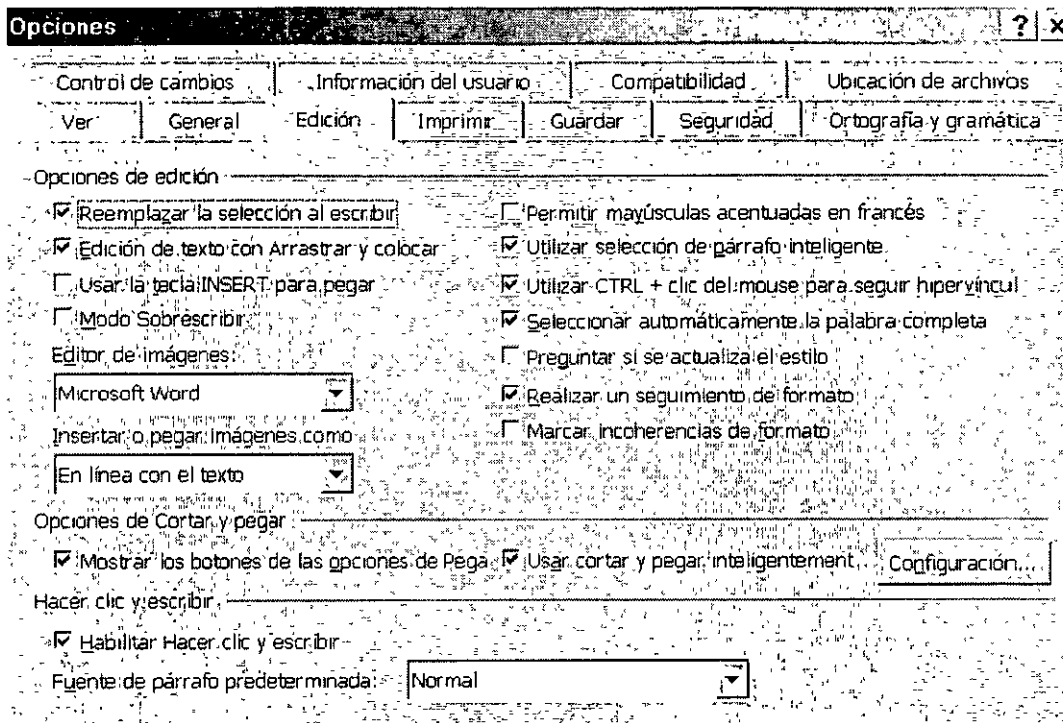 Opciones ? x
Control de cambios Información del usuario Compatibilidad Ubicación de archivos
Ver General Edición Imprimir Guardar Seguridad Ortografía y gramática
Opciones de edición
Reemplazar la selección al escribir
Edición de texto con Arrastrar y colocar
Usar la tecla INSERT para pegar
Modo Sobrescribir
Editor de imágenes:
Microsoft Word
Insertar o pegar imágenes como
En línea con el texto
Permitir mayúsculas acentuadas en francés
Utilizar selección de párrafo inteligente
Utilizar CTRL + clic del mouse para seguir hipervíncul
Seleccionar automáticamente la palabra completa
Preguntar si se actualiza el estilo
Realizar un seguimiento de formato
Marcar incoherencias de formato
Opciones de Cortar y pegar
Mostrar los botones de las opciones de Pega Usar cortar y pegar inteligentement Configuración...
Hacer clic y escribir
Habilitar Hacer clic y escribir
Fuente de párrafo predeterminada: Normal